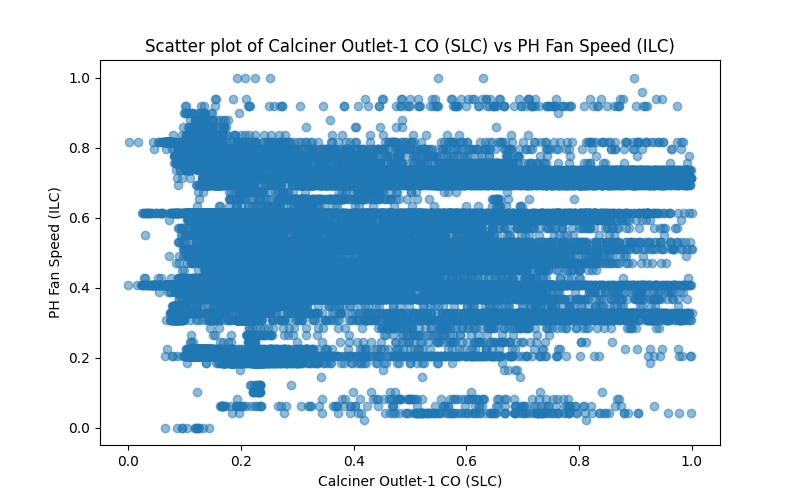 Scatter plot of Calciner Outlet-1 CO (SLC) vs PH Fan Speed (ILC)
1.0
0.8
0.6
0.4
0.2
0.0
PH Fan Speed (ILC)
0.0 0.2 0.4 0.6 0.8 1.0
Calciner Outlet-1 CO (SLC)